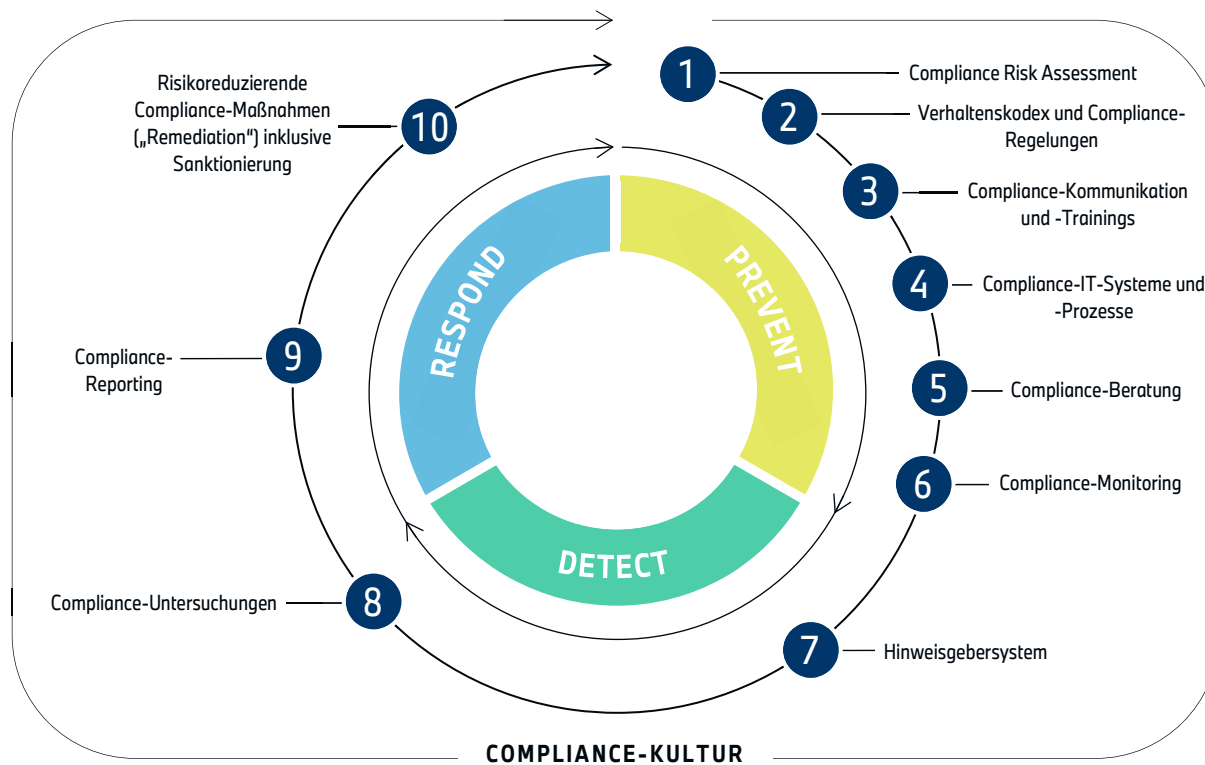 1
Compliance Risk Assessment
2
Verhaltenskodex und Compliance-
Regelungen
3
Compliance-Kommunikation
und -Trainings
4
Compliance-IT-Systeme und
-Prozesse
5
Compliance-Beratung
6
Compliance-Monitoring
7
Hinweisgebersystem
8
Compliance-Untersuchungen
9
Compliance-
Reporting
10
Risikoreduzierende
Compliance-Maßnahmen
(„Remediation“) inklusive
Sanktionierung
PREVENT
DETECT
RESPOND
COMPLIANCE-KULTUR